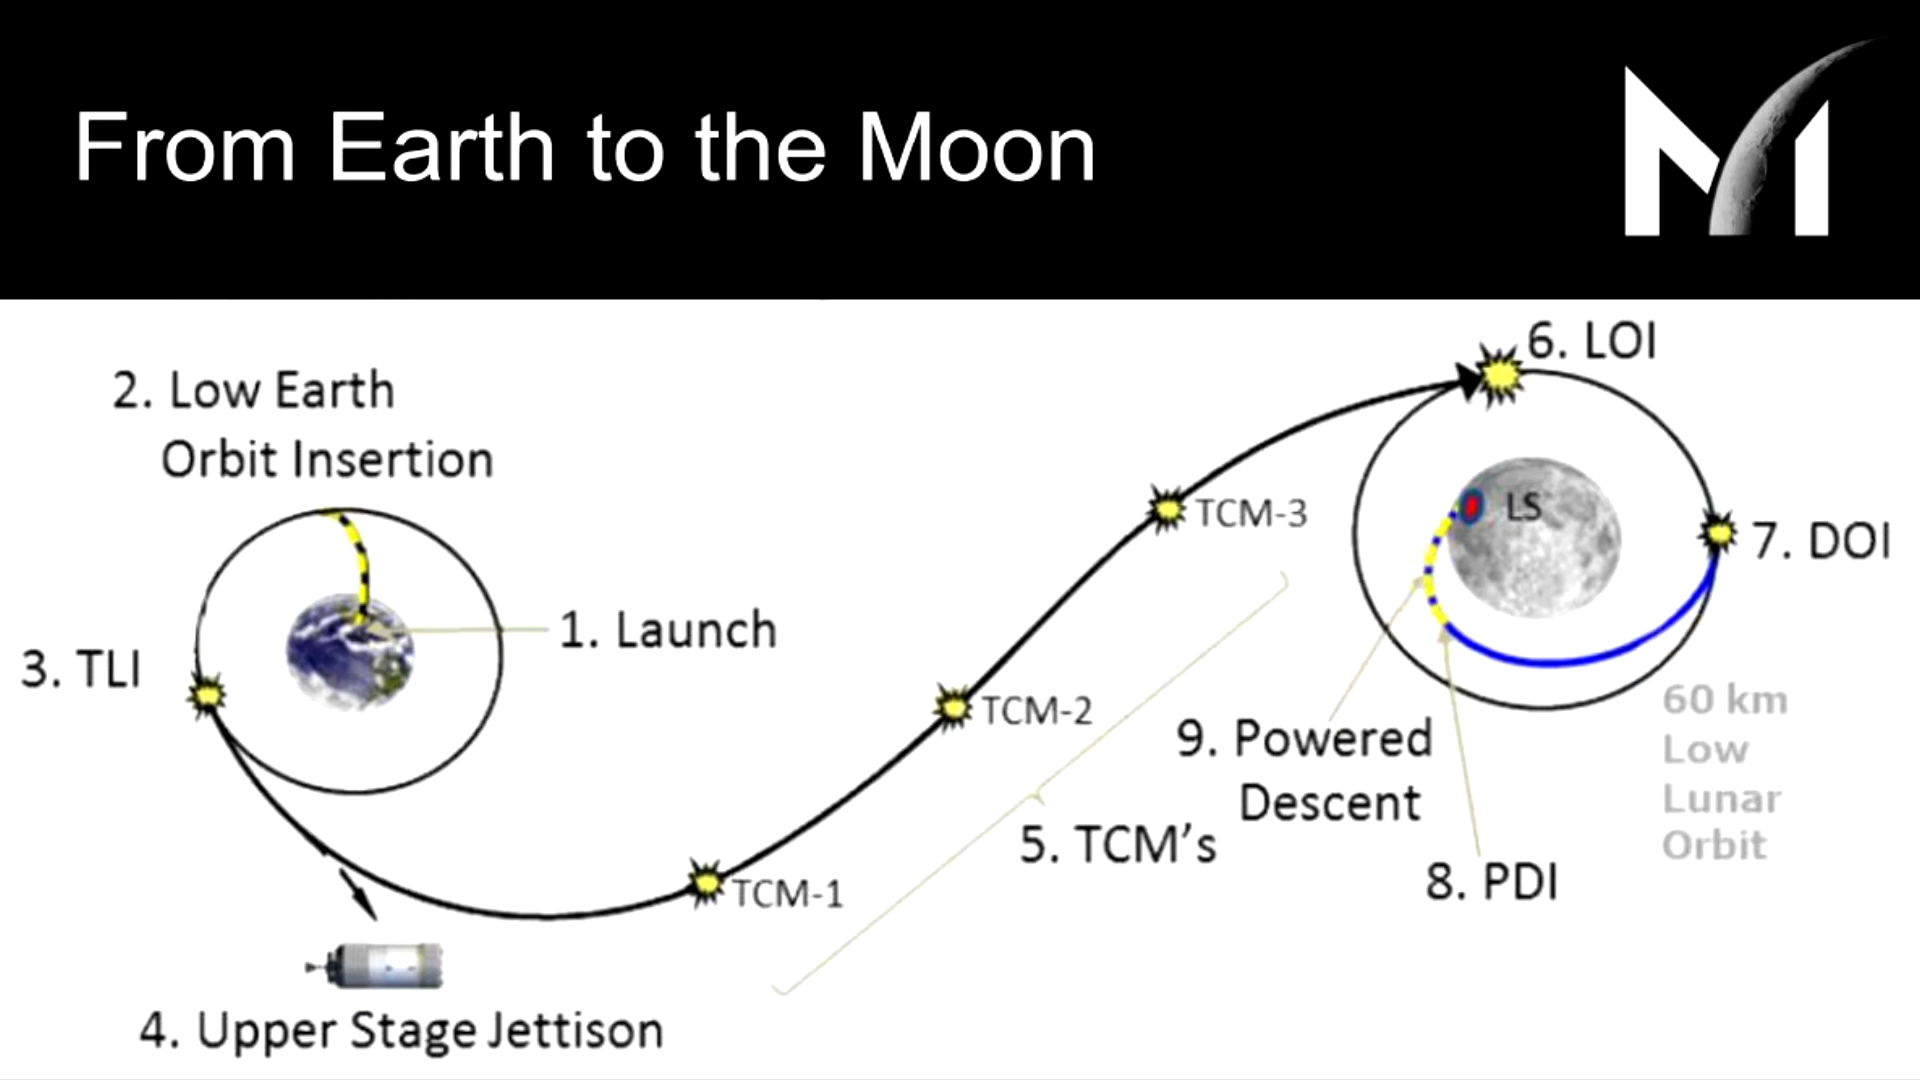 From Earth to the Moon
M
6. LOI
2. Low Earth
Orbit Insertion
TCM-3
LS
7. DOI
1. Launch
3. TLI
TCM-2
60 km
Low
Lunar
Orbit
9. Powered
Descent
5. TCM's
TCM-1
8. PDI
4. Upper Stage Jettison